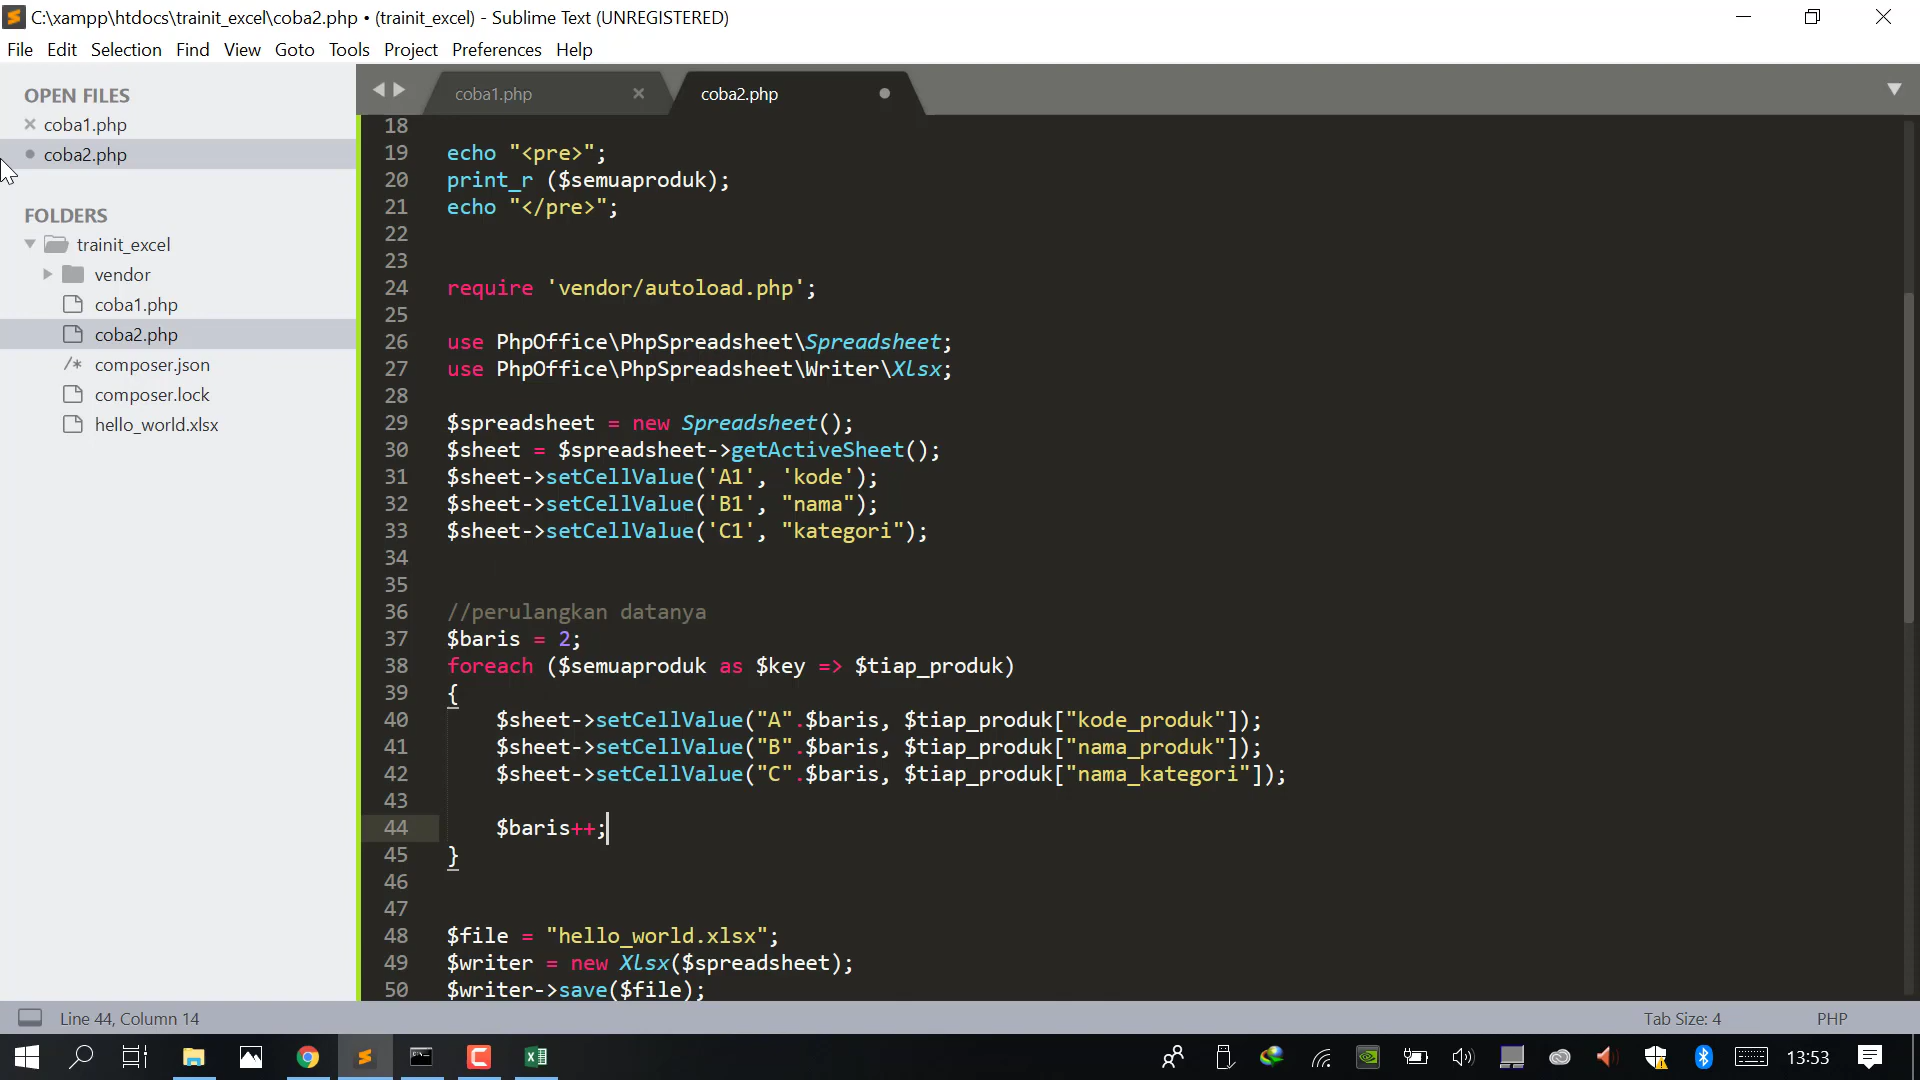 C:\xampp\htdocs\trainit_excel\coba2.php • (trainit_excel) - Sublime Text (UNREGISTERED)
File Edit Selection Find View Goto Tools Project Preferences Help
OPEN FILES
coba1.php
coba2.php
FOLDERS
trainit_excel
vendor
coba1.php
coba2.php
/* composer.json
composer.lock
hello_world.xlsx
coba1.php
coba2.php
18
19 echo "<pre>";
20 print_r ($semuaproduk);
21 echo "</pre>";
22
23
24 require 'vendor/autoload.php';
25
26 use PhpOffice\PhpSpreadsheet\Spreadsheet;
27 use PhpOffice\PhpSpreadsheet\Writer\Xlsx;
28
29 $spreadsheet = new Spreadsheet();
30 $sheet = $spreadsheet->getActiveSheet();
31 $sheet->setCellValue('A1', 'kode');
32 $sheet->setCellValue('B1', "nama");
33 $sheet->setCellValue('C1', "kategori");
34
35
36 //perulangkan datanya
37 $baris = 2;
38 foreach ($semuaproduk as $key => $tiap_produk)
39 {
40 $sheet->setCellValue("A".$baris, $tiap_produk["kode_produk"]);
41 $sheet->setCellValue("B".$baris, $tiap_produk["nama_produk"]);
42 $sheet->setCellValue("C".$baris, $tiap_produk["nama_kategori"]);
43
44 $baris++;
45 }
46
47
48 $file = "hello_world.xlsx";
49 $writer = new Xlsx($spreadsheet);
50 $writer->save($file);
Line 44, Column 14
Tab Size: 4
PHP
13:53